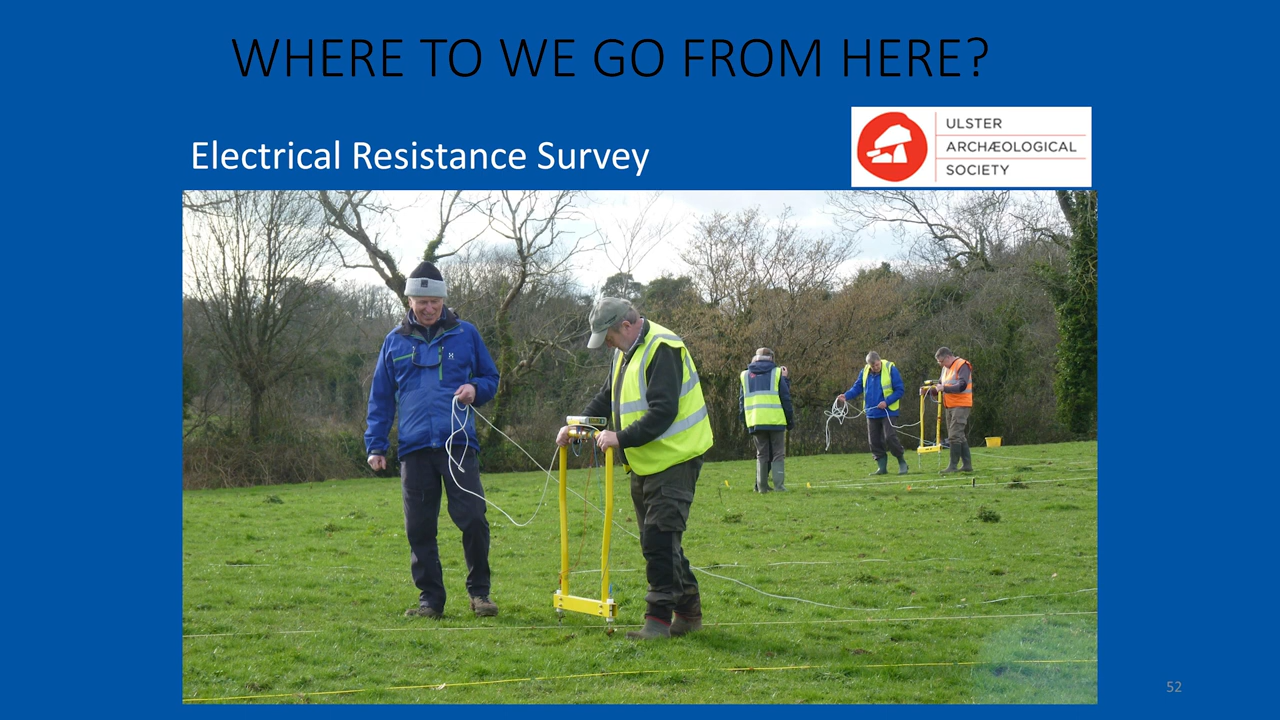 WHERE TO WE GO FROM HERE?
Electrical Resistance Survey
ULSTER
ARCHÆOLOGICAL
SOCIETY
52